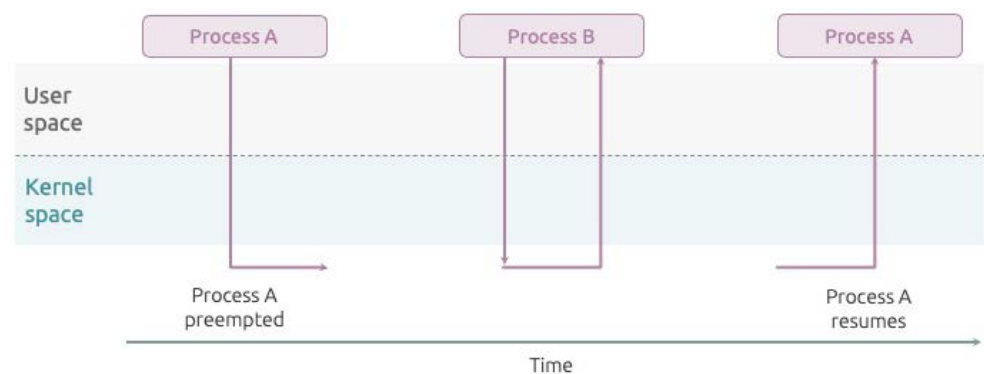 Process A
Process B
Process A
User
space
Kernel
space
Process A
preempted
Process A
resumes
Time